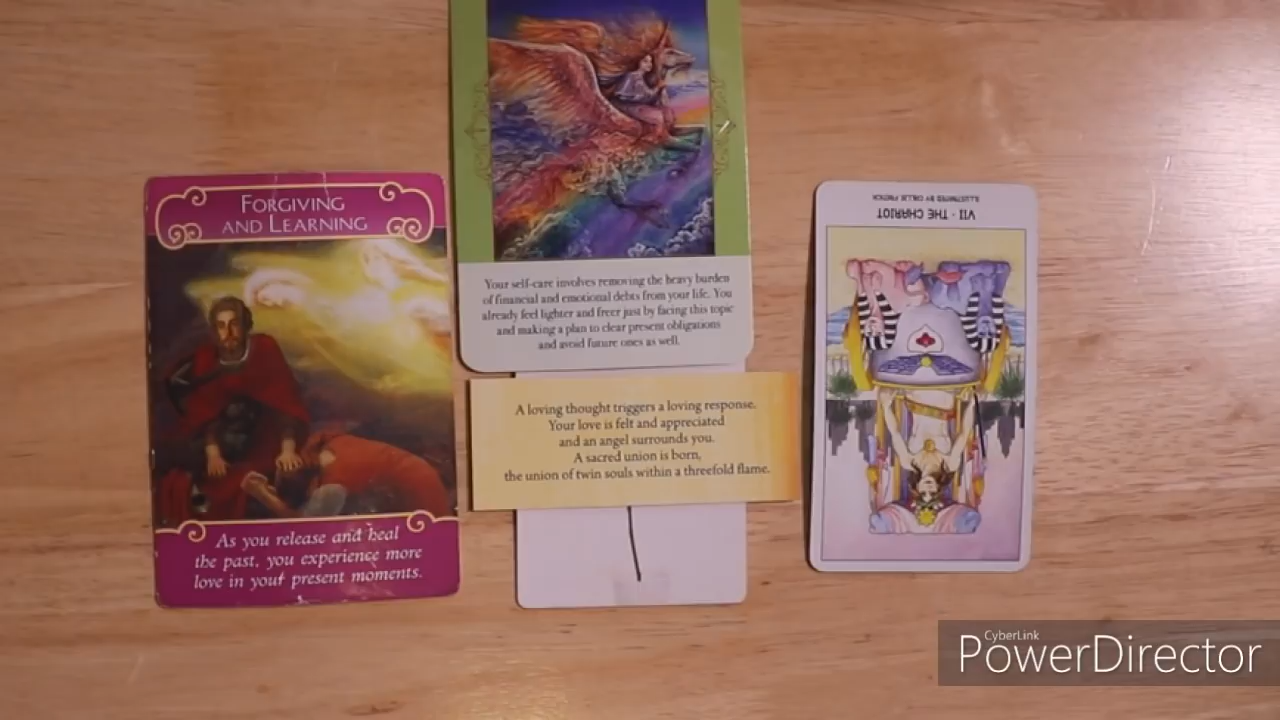 FORGIVING
AND LEARNING
As you release and heal
the past, you experience more
love in your present moments.
Your self-care involves removing the heavy burden
of financial and emotional debts from your life. You
already feel lighter and freer just by facing this topic
and making a plan to clear present obligations
and avoid future ones as well.
A loving thought triggers a loving response.
Your love is felt and appreciated
and an angel surrounds you.
A sacred union is born,
the union of twin souls within a threefold flame.
VII · THE CHARIOT
CyberLink
PowerDirector